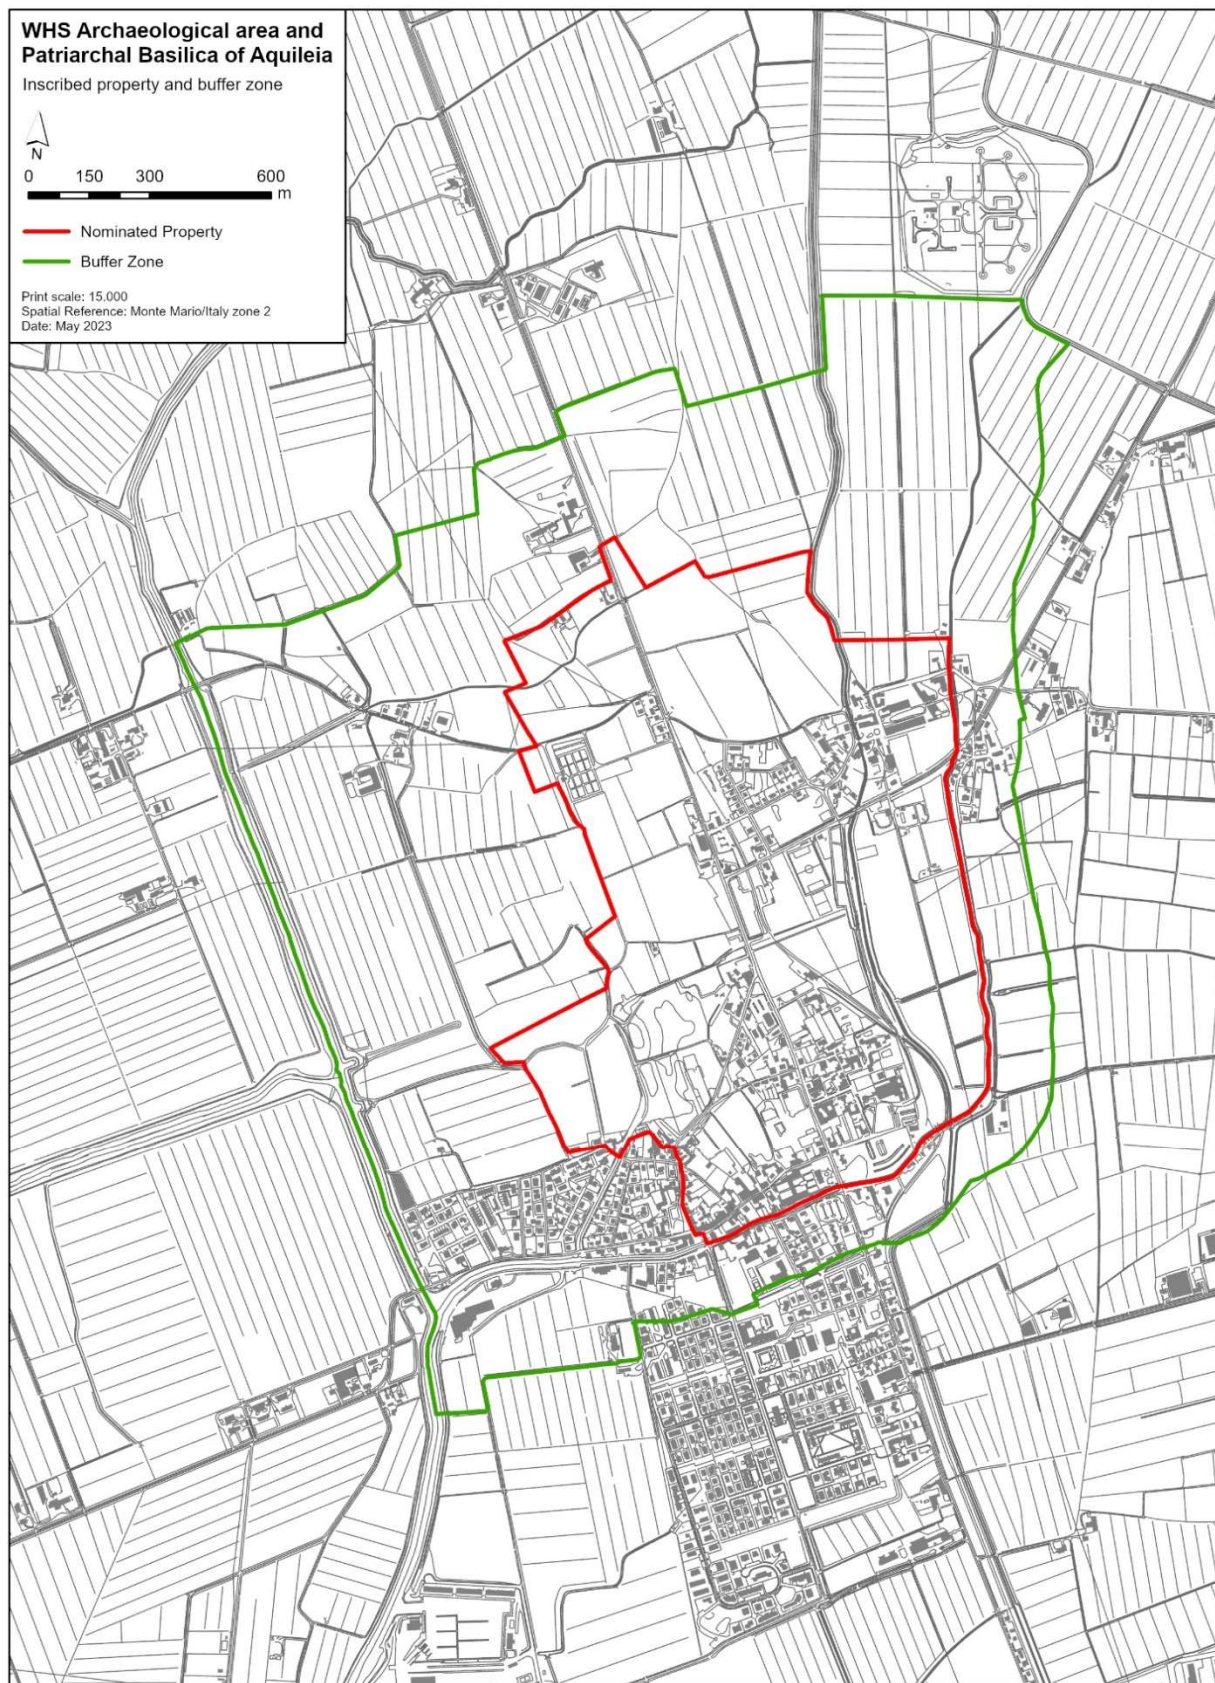 WHS Archaeological area and
Patriarchal Basilica of Aquileia
Inscribed property and buffer zone
N
0 150 300 600
m
Nominated Property
Buffer Zone
Print scale: 15.000
Spatial Reference: Monte Mario/Italy zone 2
Date: May 2023